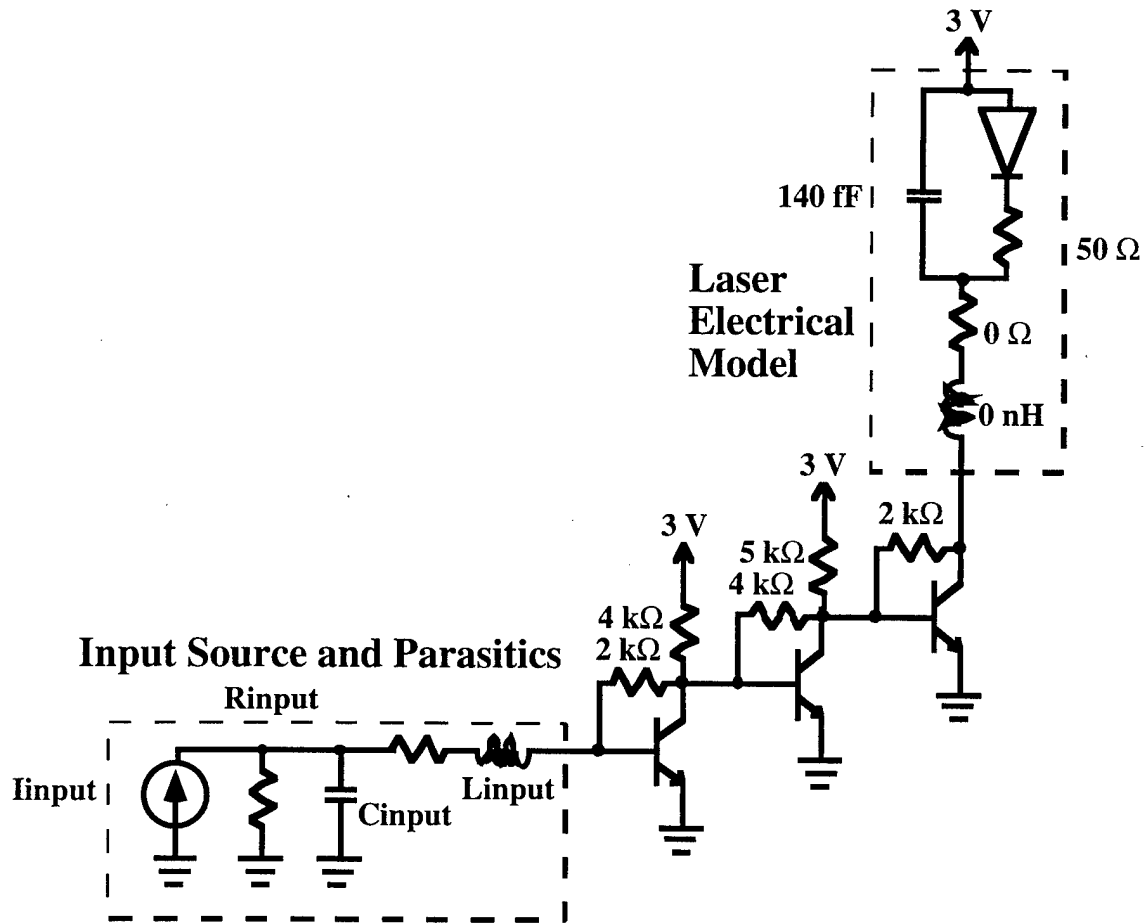 3 V
140 fF
50 Ω
Laser
Electrical
Model
0 Ω
0 nH
3 V
2 kΩ
3 V
5 kΩ
4 kΩ
4 kΩ
2 kΩ
Input Source and Parasitics
Rinput
Iinput
Linput
Cinput